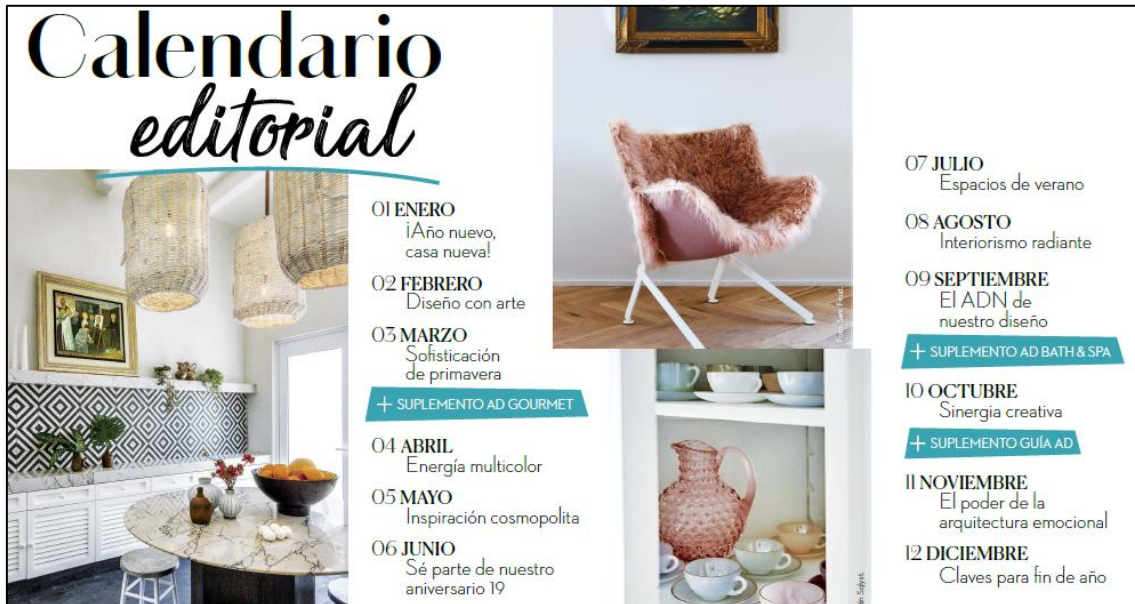 Calendario
editorial
01 ENERO
¡Año nuevo,
casa nueva!
02 FEBRERO
Diseño con arte
03 MARZO
Sofisticación
de primavera
+ SUPLEMENTO AD GOURMET
04 ABRIL
Energía multicolor
05 MAYO
Inspiración cosmopolita
06 JUNIO
Sé parte de nuestro
aniversario 19
07 JULIO
Espacios de verano
08 AGOSTO
Interiorismo radiante
09 SEPTIEMBRE
El ADN de
nuestro diseño
+ SUPLEMENTO AD BATH & SPA
10 OCTUBRE
Sinergia creativa
+ SUPLEMENTO GUÍA AD
11 NOVIEMBRE
El poder de la
arquitectura emocional
12 DICIEMBRE
Claves para fin de año